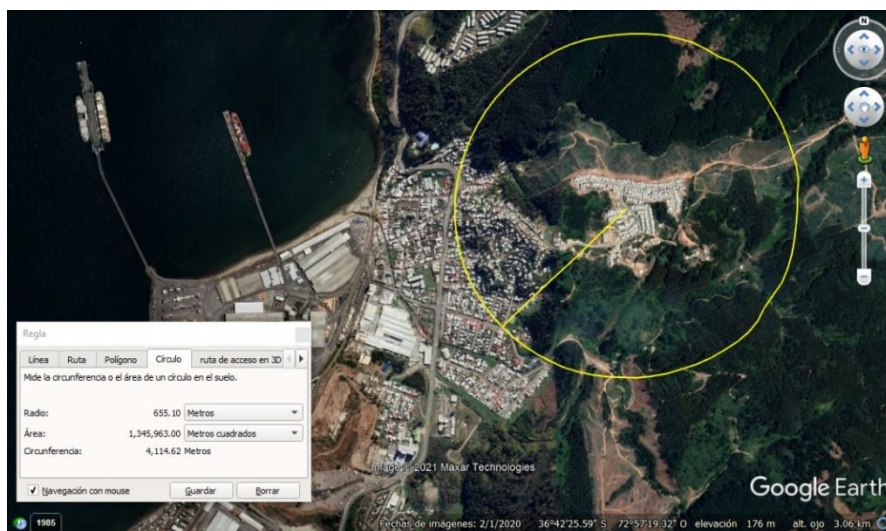 N
Regla
Línea Ruta Polígono Círculo ruta de acceso en 3D
Mide la circunferencia o el área de un círculo en el suelo.
Radio: 655.10 Metros
Área: 1,345,963.00 Metros cuadrados
Circunferencia: 4,114.62 Metros
Navegación con mouse Guardar Borrar
Image © 2021 Maxar Technologies
Google Earth
1985 Fechas de imágenes: 2/1/2020 36°42'25.59" S 72°57'19.32" O elevación 176 m alt. ojo 3.06 km